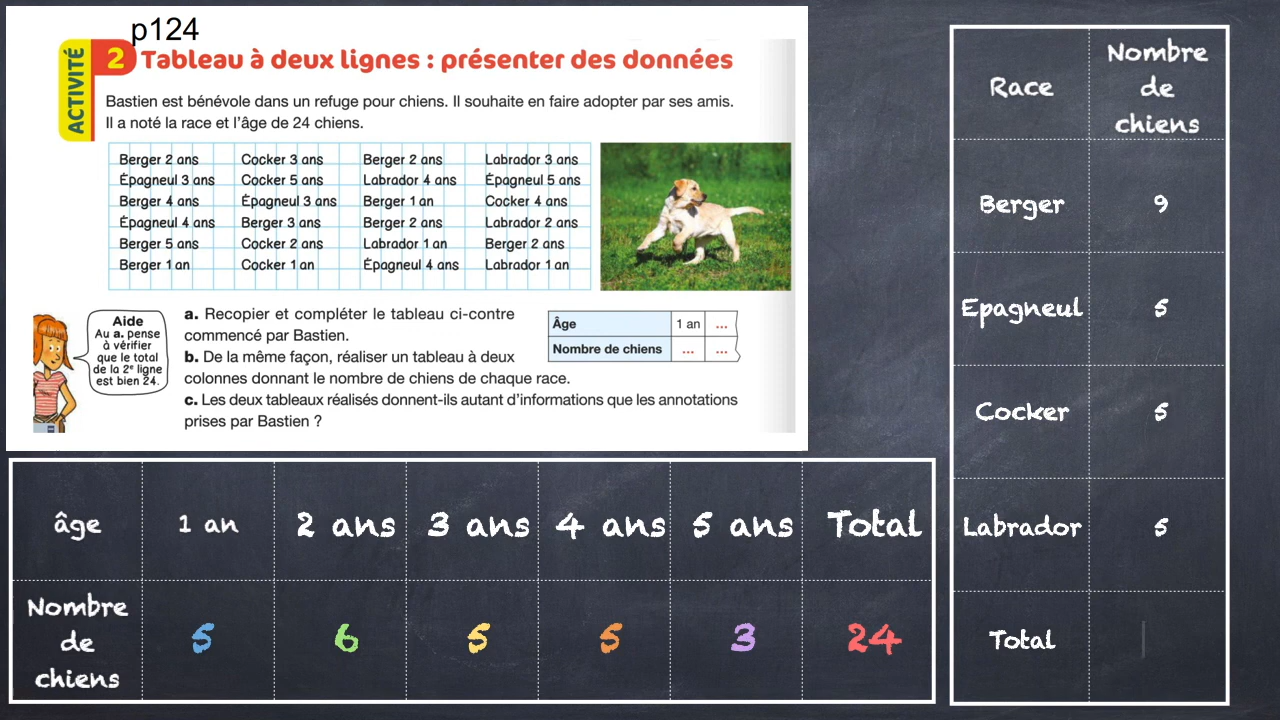 p124
ACTIVITÉ
2 Tableau à deux lignes : présenter des données
Bastien est bénévole dans un refuge pour chiens. Il souhaite en faire adopter par ses amis.
Il a noté la race et l'âge de 24 chiens.
Berger 2 ans Cocker 3 ans Berger 2 ans Labrador 3 ans
Épagneul 3 ans Cocker 5 ans Labrador 4 ans Épagneul 5 ans
Berger 4 ans Épagneul 3 ans Berger 1 an Cocker 4 ans
Épagneul 4 ans Berger 3 ans Berger 2 ans Labrador 2 ans
Berger 5 ans Cocker 2 ans Labrador 1 an Berger 2 ans
Berger 1 an Cocker 1 an Épagneul 4 ans Labrador 1 an
Aide
Au a. pense
à vérifier
que le total
de la 2e ligne
est bien 24.
a. Recopier et compléter le tableau ci-contre
commencé par Bastien.
b. De la même façon, réaliser un tableau à deux
colonnes donnant le nombre de chiens de chaque race.
c. Les deux tableaux réalisés donnent-ils autant d'informations que les annotations
prises par Bastien ?
Âge 1 an ...
Nombre de chiens ... ...
âge 1 an 2 ans 3 ans 4 ans 5 ans Total
Nombre
de
chiens
5 6 5 5 3 24
Race
Nombre
de
chiens
Berger 9
Epagneul 5
Cocker 5
Labrador 5
Total